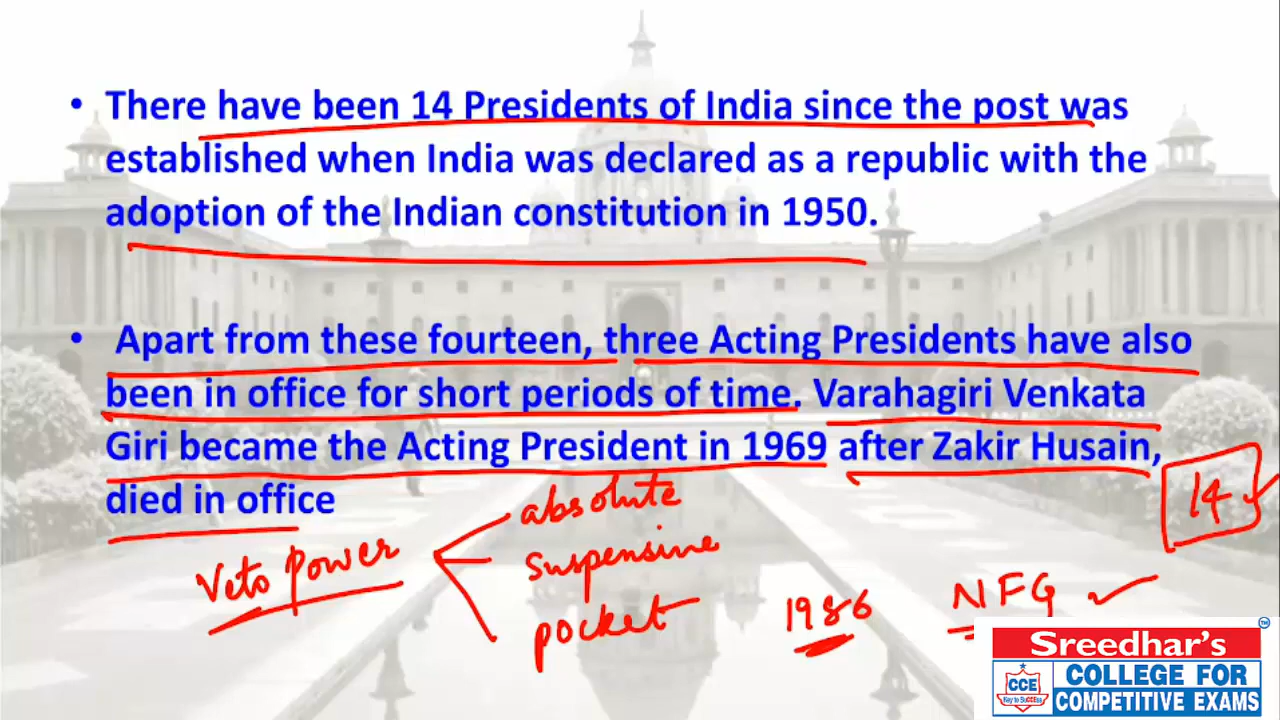 • There have been 14 Presidents of India since the post was
established when India was declared as a republic with the
adoption of the Indian constitution in 1950.
• Apart from these fourteen, three Acting Presidents have also
been in office for short periods of time. Varahagiri Venkata
Giri became the Acting President in 1969 after Zakir Husain,
died in office
14
absolute
Veto Power
suspensine
pocket
1986
NFG
Sreedhar's
TM
CCE
Key to SuCCEss
COLLEGE FOR
COMPETITIVE EXAMS